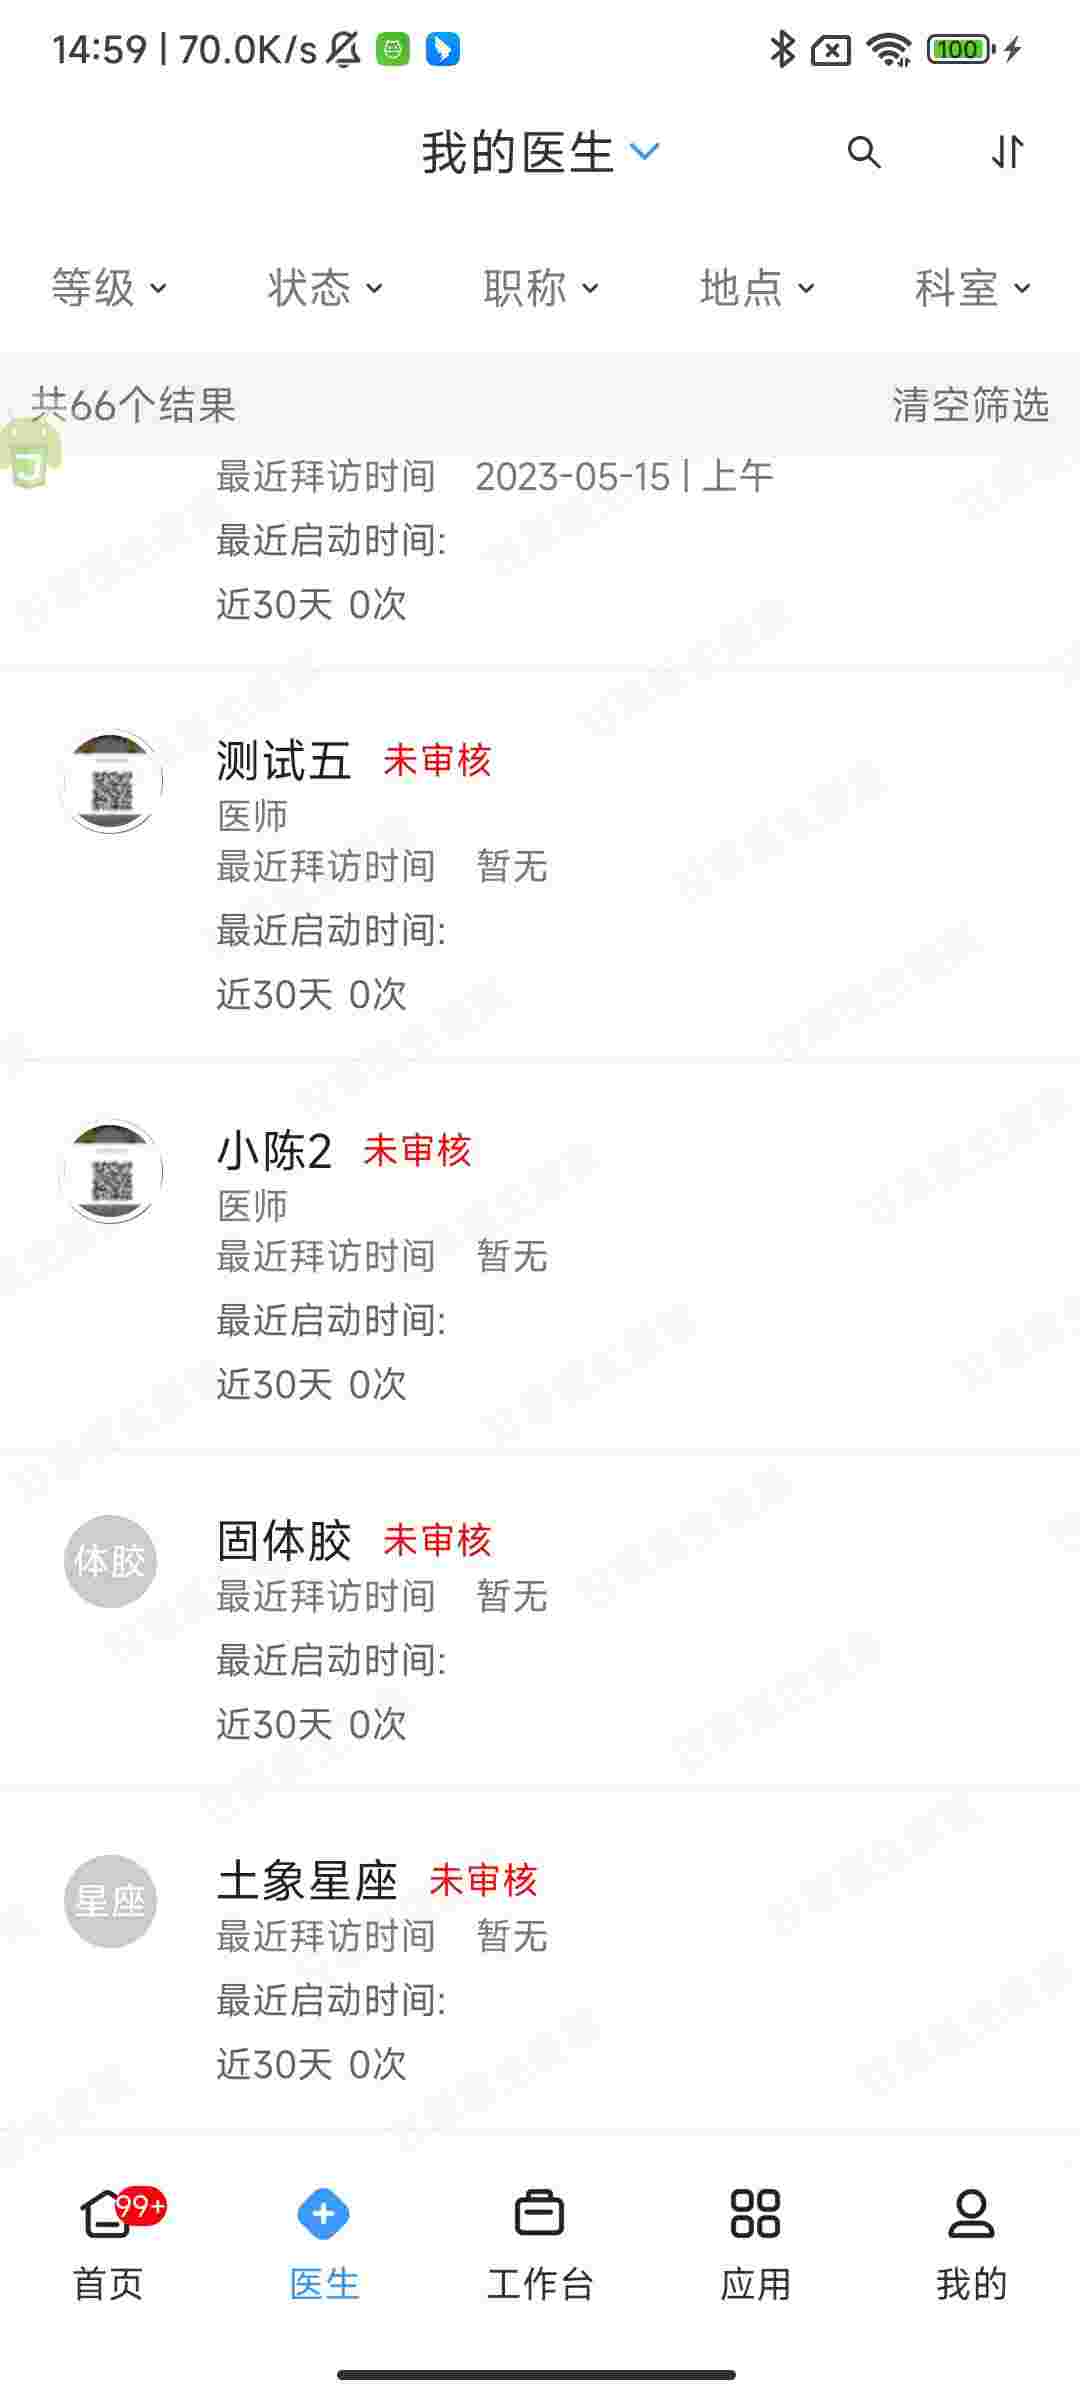 14:59 | 70.0K/s
100
我的医生
等级 状态 职称 地点 科室
共66个结果 清空筛选
最近拜访时间 2023-05-15 | 上午
最近启动时间:
近30天 0次
测试五 未审核
医师
最近拜访时间 暂无
最近启动时间:
近30天 0次
小陈2 未审核
医师
最近拜访时间 暂无
最近启动时间:
近30天 0次
体胶
固体胶 未审核
最近拜访时间 暂无
最近启动时间:
近30天 0次
星座
土象星座 未审核
最近拜访时间 暂无
最近启动时间:
近30天 0次
99+
首页 医生 工作台 应用 我的